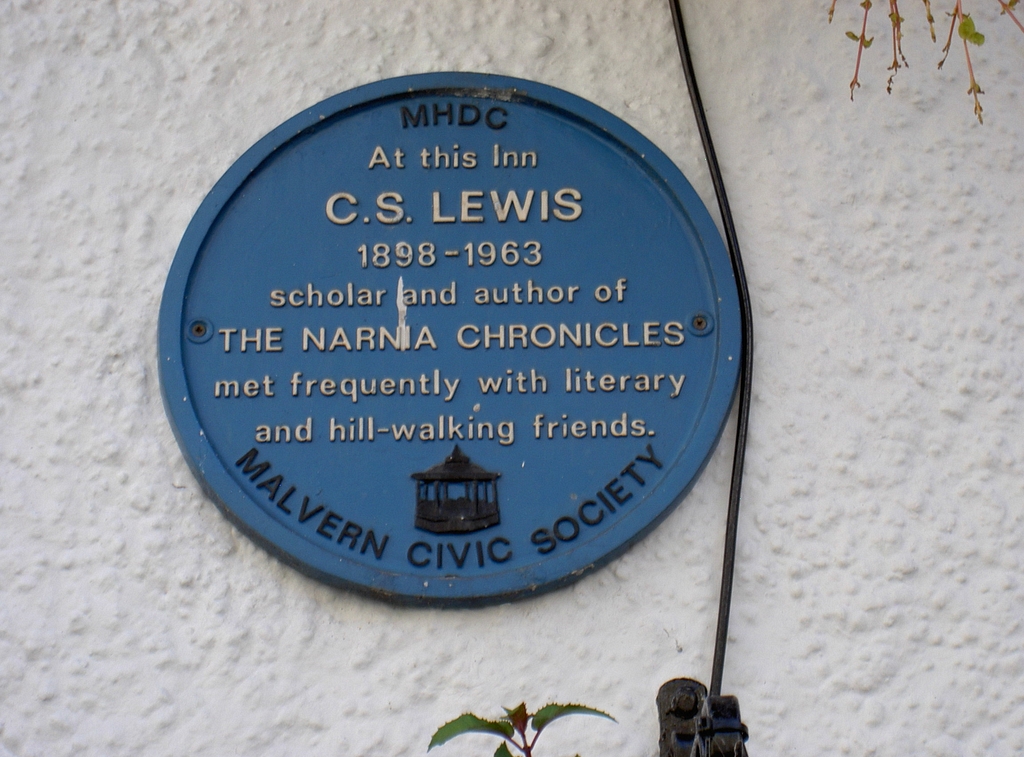 MHDC
At this Inn
C.S. LEWIS
1898-1963
scholar and author of
THE NARNIA CHRONICLES
met frequently with literary
and hill-walking friends.
MALVERN CIVIC SOCIETY